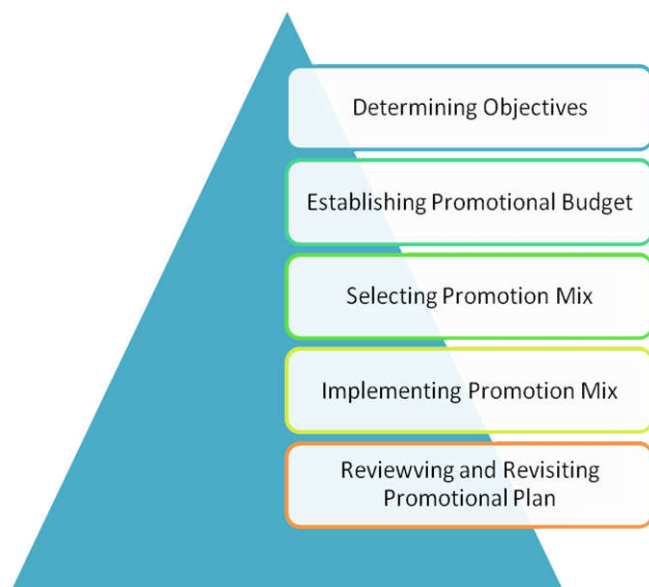 Determining Objectives
Establishing Promotional Budget
Selecting Promotion Mix
Implementing Promotion Mix
Reviewving and Revisiting
Promotional Plan